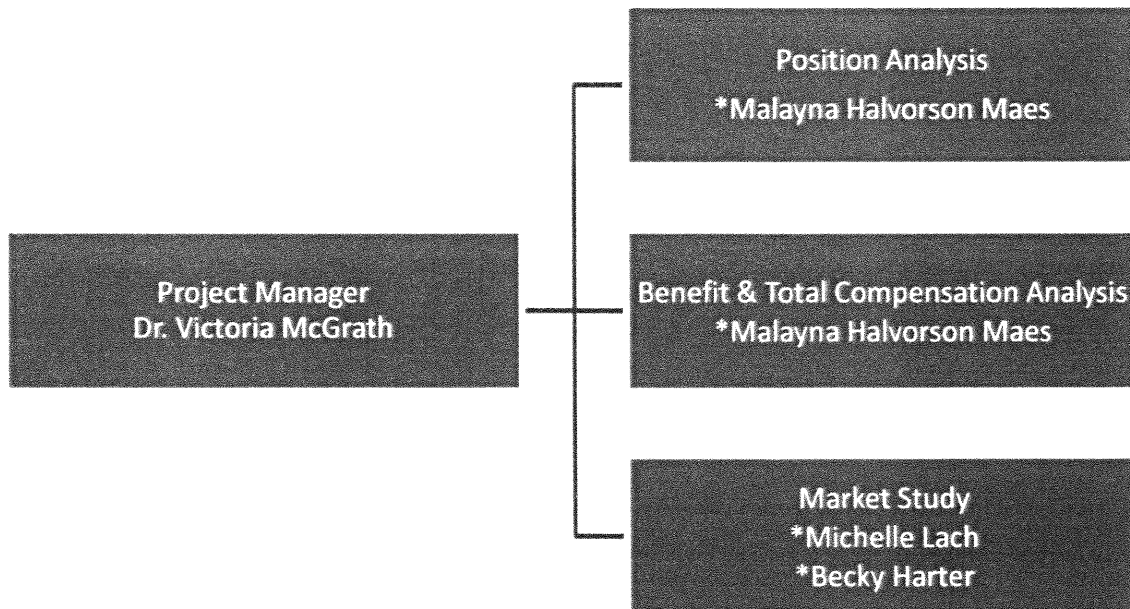 Project Manager
Dr. Victoria McGrath
Position Analysis
*Malayna Halvorson Maes
Benefit & Total Compensation Analysis
*Malayna Halvorson Maes
Market Study
*Michelle Lach
*Becky Harter